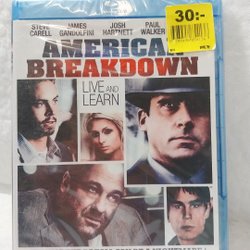 STEVE CARELL
JAMES GANDOLFINI
JOSH HARTNETT
PAUL WALKER
30:-
AMERICAN
BREAKDOWN
LIVE AND LEARN